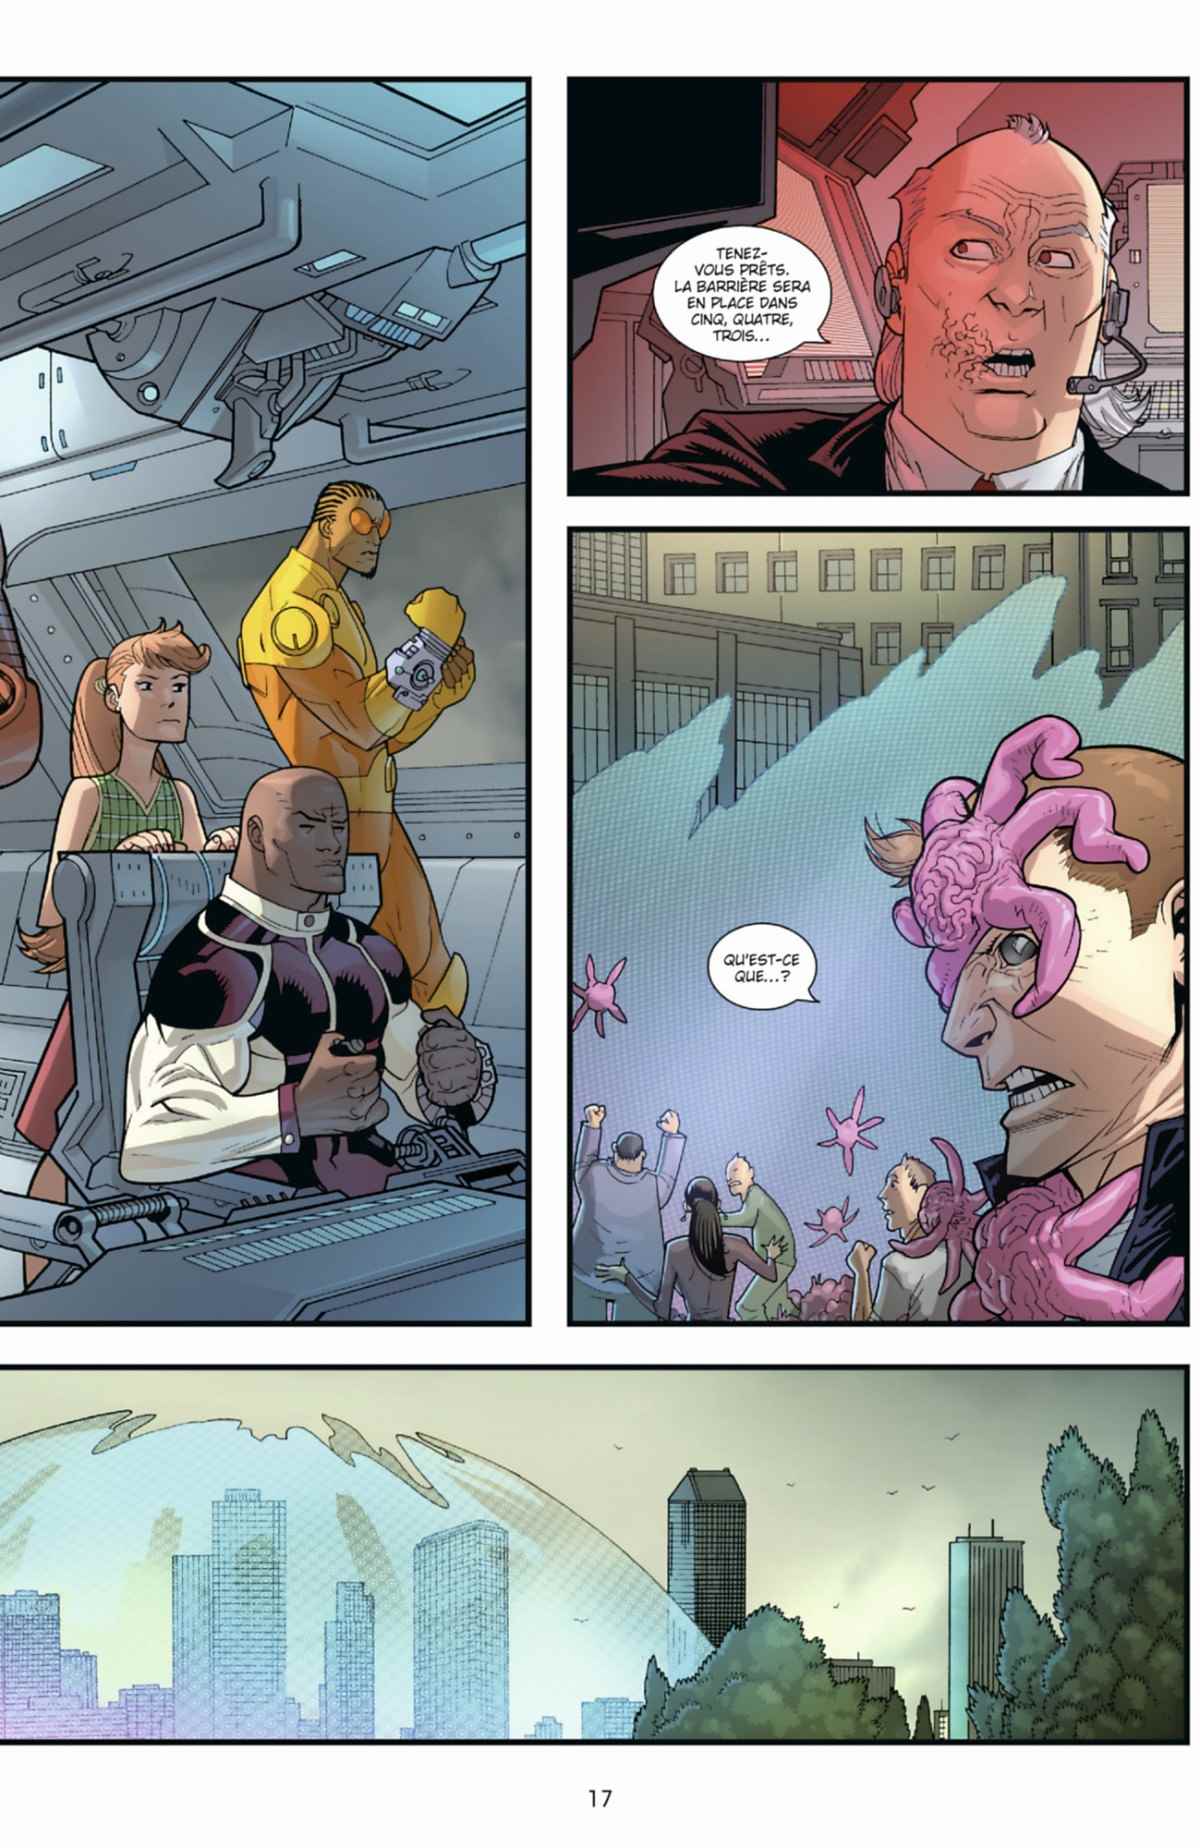 TENEZ-
VOUS PRÊTS.
LA BARRIÈRE SERA
EN PLACE DANS
CINQ, QUATRE,
TROIS...
QU'EST-CE
QUE...?
17